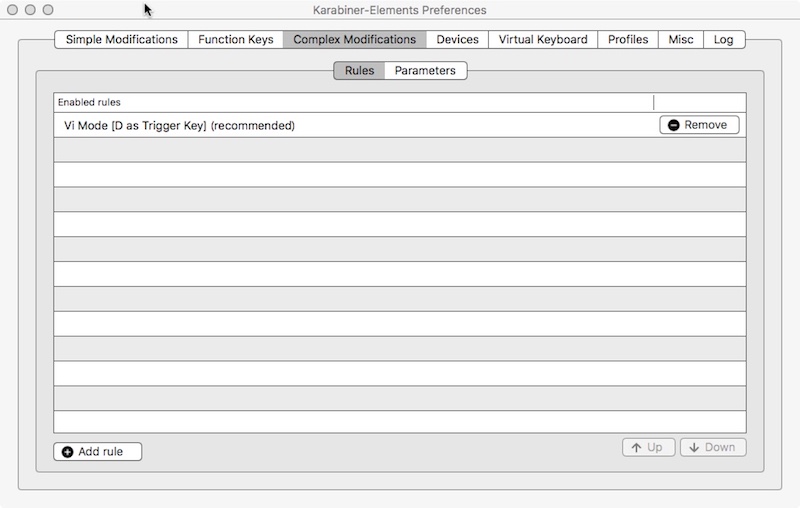 Karabiner-Elements Preferences
Simple Modifications Function Keys Complex Modifications Devices Virtual Keyboard Profiles Misc Log
Rules Parameters
Enabled rules
Vi Mode [D as Trigger Key] (recommended) Remove
Add rule Up Down